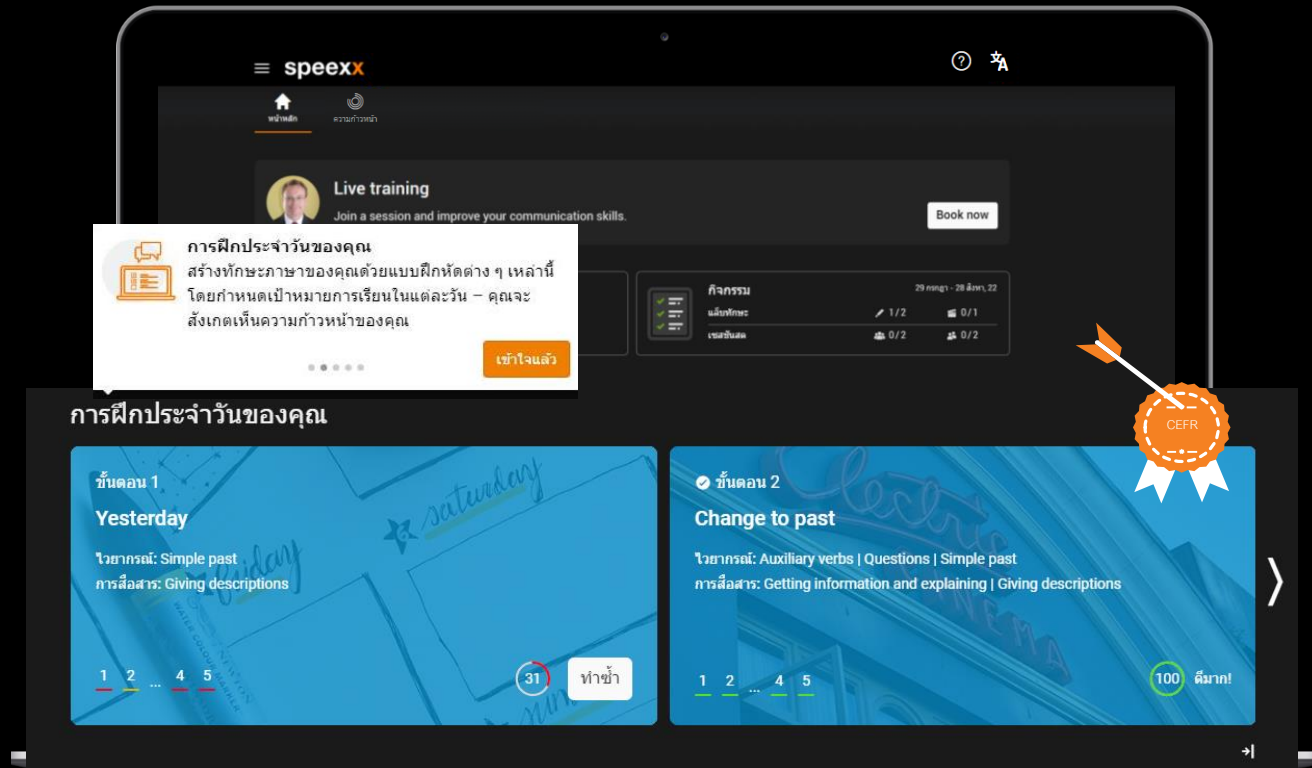 speexx
หน้าหลัก
ความก้าวหน้า
Live training
Join a session and improve your communication skills.
Book now
การฝึกประจำวันของคุณ
สร้างทักษะภาษาของคุณด้วยแบบฝึกหัดต่าง ๆ เหล่านี้
โดยกำหนดเป้าหมายการเรียนในแต่ละวัน – คุณจะ
สังเกตเห็นความก้าวหน้าของคุณ
เข้าใจแล้ว
กิจกรรม
29 กรกฎา - 28 สิงหา, 22
แล็บทักษะ 1/2 0/1
เซสชันสด 0/2 0/2
CEFR
การฝึกประจำวันของคุณ
ขั้นตอน 1
Yesterday
ไวยากรณ์: Simple past
การสื่อสาร: Giving descriptions
1 2 ... 4 5
31
ทำซ้ำ
saturday
ขั้นตอน 2
Change to past
ไวยากรณ์: Auxiliary verbs | Questions | Simple past
การสื่อสาร: Getting information and explaining | Giving descriptions
1 2 ... 4 5
100 ดีมาก!
CINEMA